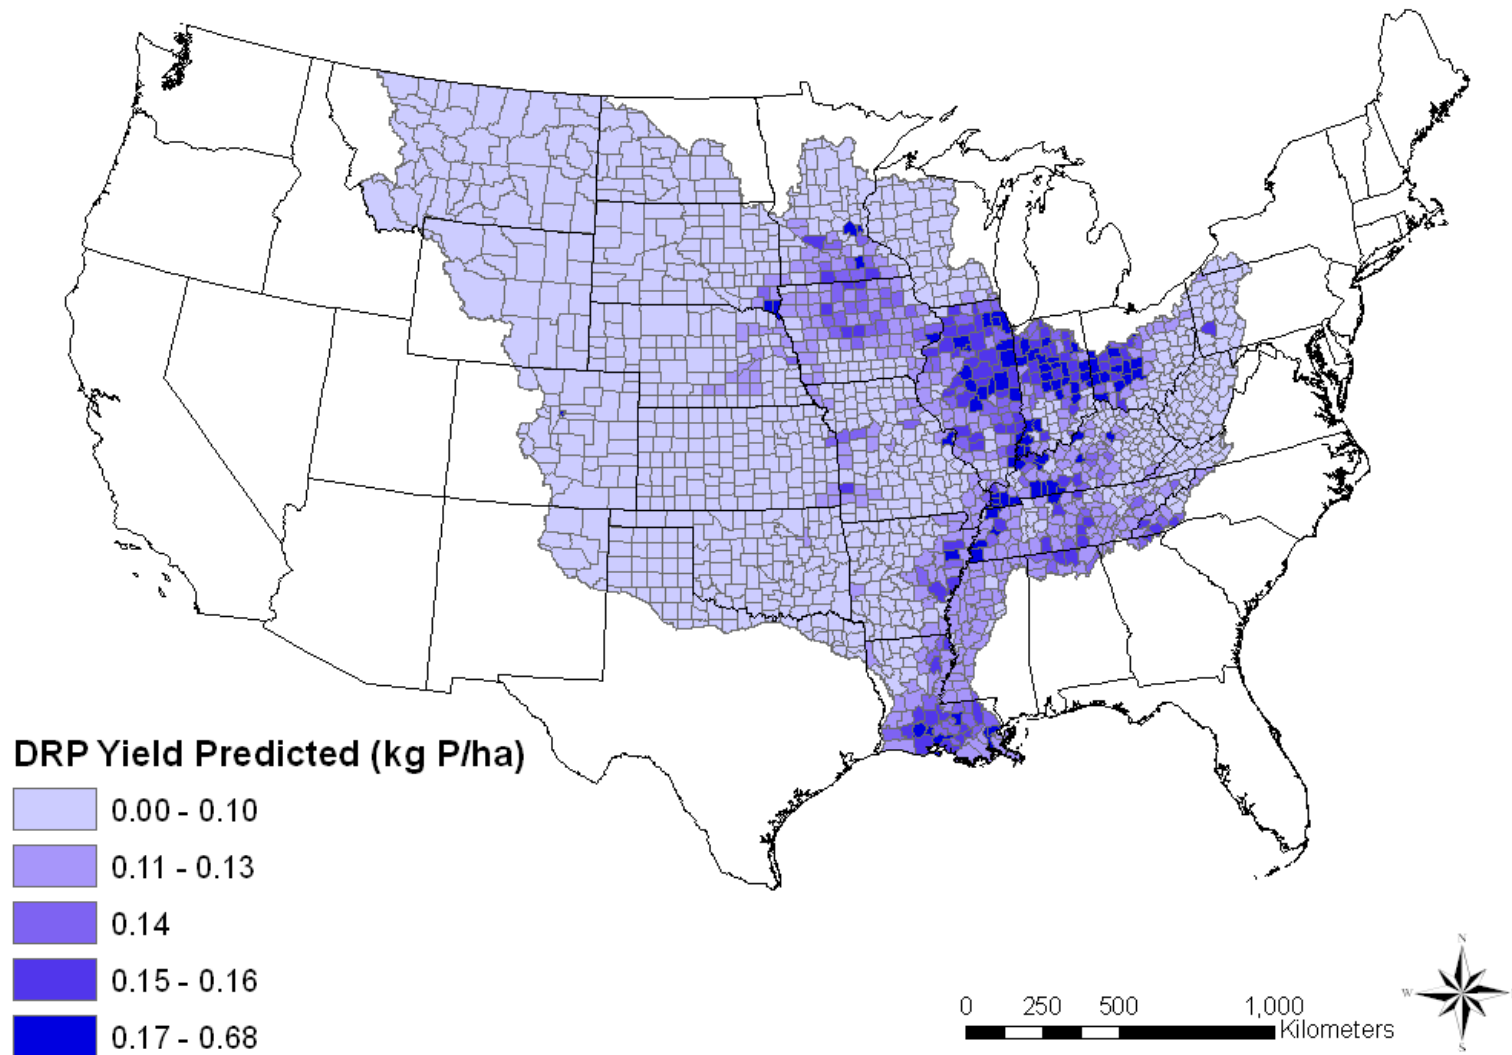 DRP Yield Predicted (kg P/ha)
0.00 - 0.10
0.11 - 0.13
0.14
0.15 - 0.16
0.17 - 0.68
0 250 500 1,000
Kilometers
N
W
S